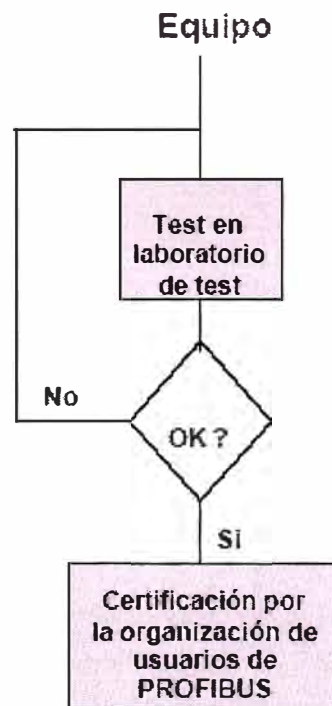 Equipo
Test en
laboratorio
de test
No
OK ?
Si
Certificación por
la organización de
usuarios de
PROFIBUS